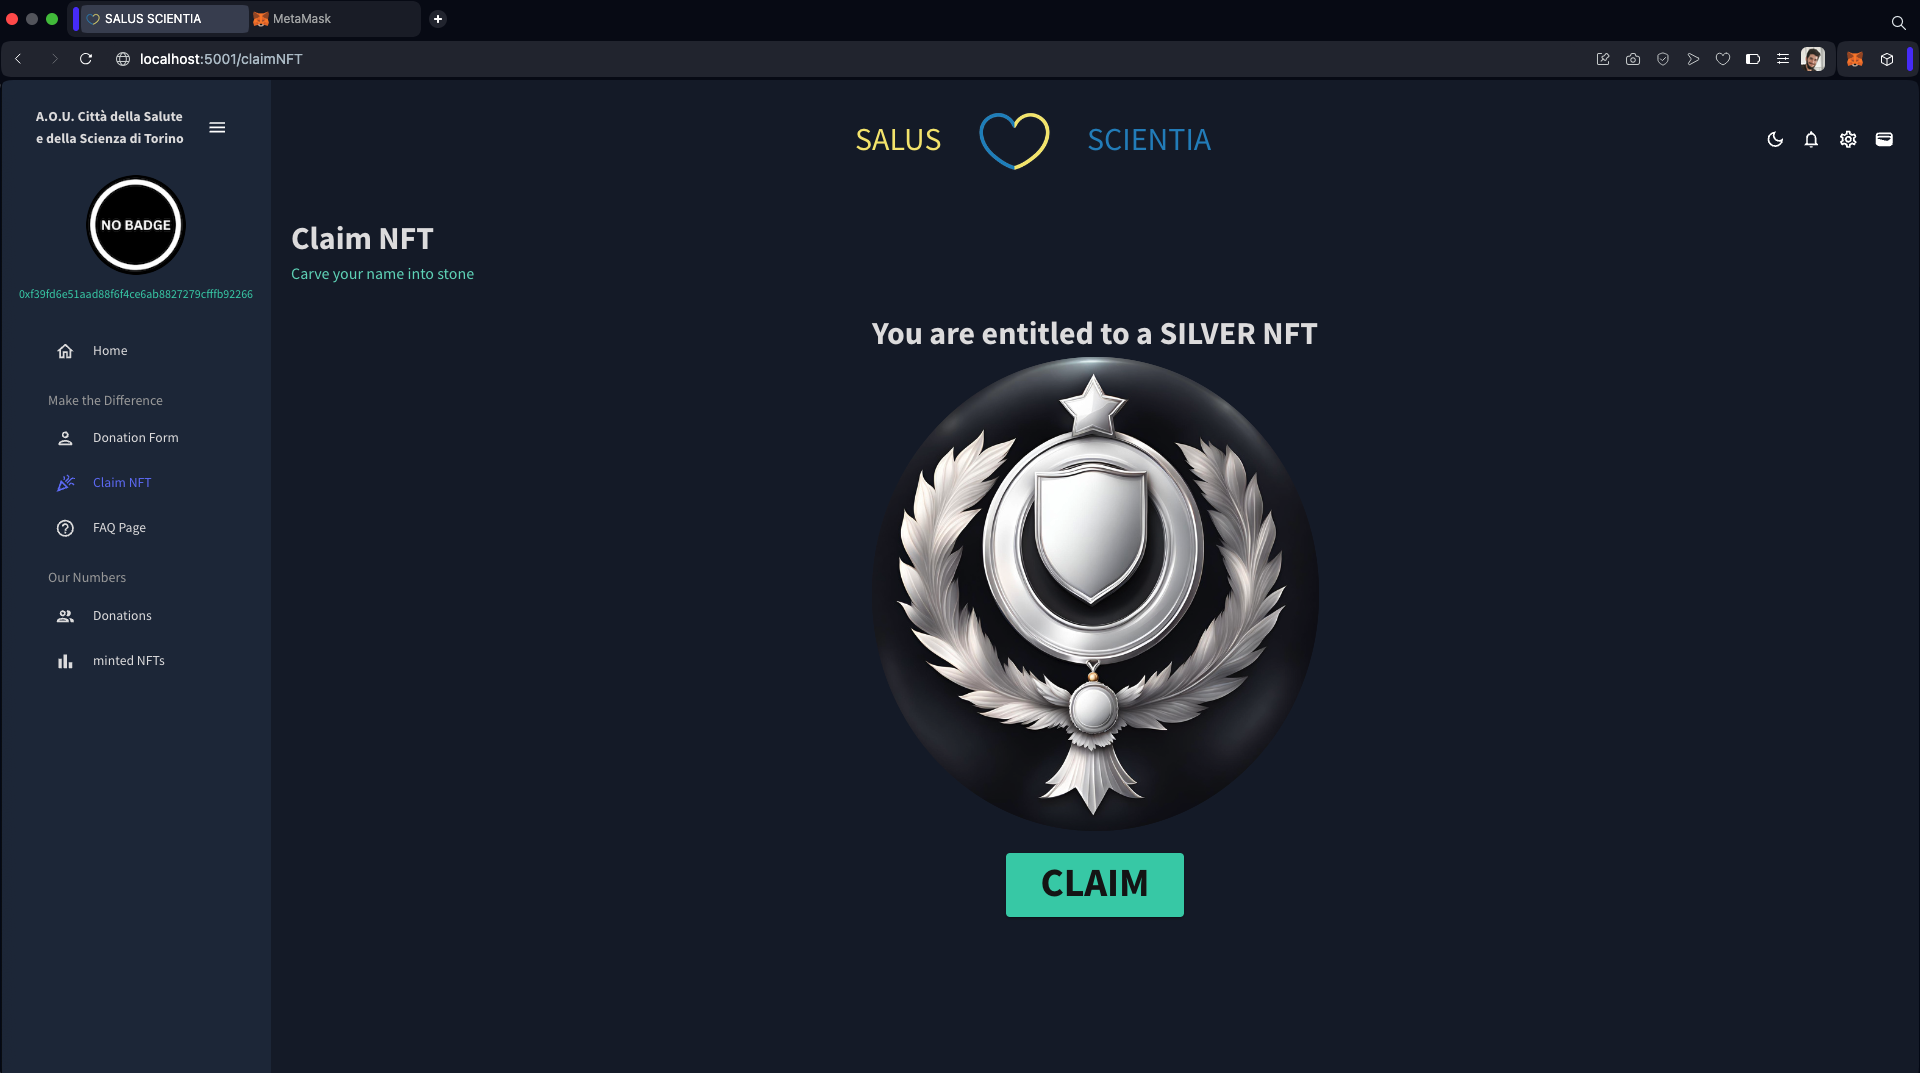 SALUS SCIENTIA
MetaMask
localhost:5001/claimNFT
A.O.U. Città della Salute
e della Scienza di Torino
NO BADGE
0xf39fd6e51aad88f6f4ce6ab8827279cfffb92266
Home
Make the Difference
Donation Form
Claim NFT
FAQ Page
Our Numbers
Donations
minted NFTs
SALUS SCIENTIA
Claim NFT
Carve your name into stone
You are entitled to a SILVER NFT
CLAIM